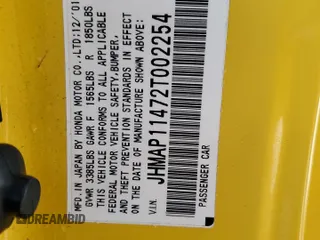 MFD. IN JAPAN BY HONDA MOTOR CO.,LTD:12/'01
GVWR 3385LBS GAWR F 1565LBS R 1850LBS
THIS VEHICLE CONFORMS TO ALL APPLICABLE
FEDERAL MOTOR VEHICLE SAFETY,BUMPER,
AND THEFT PREVENTION STANDARDS IN EFFECT
ON THE DATE OF MANUFACTURE SHOWN ABOVE.
V.I.N. JHMAP11472T002254
PASSENGER CAR
DREAMBID